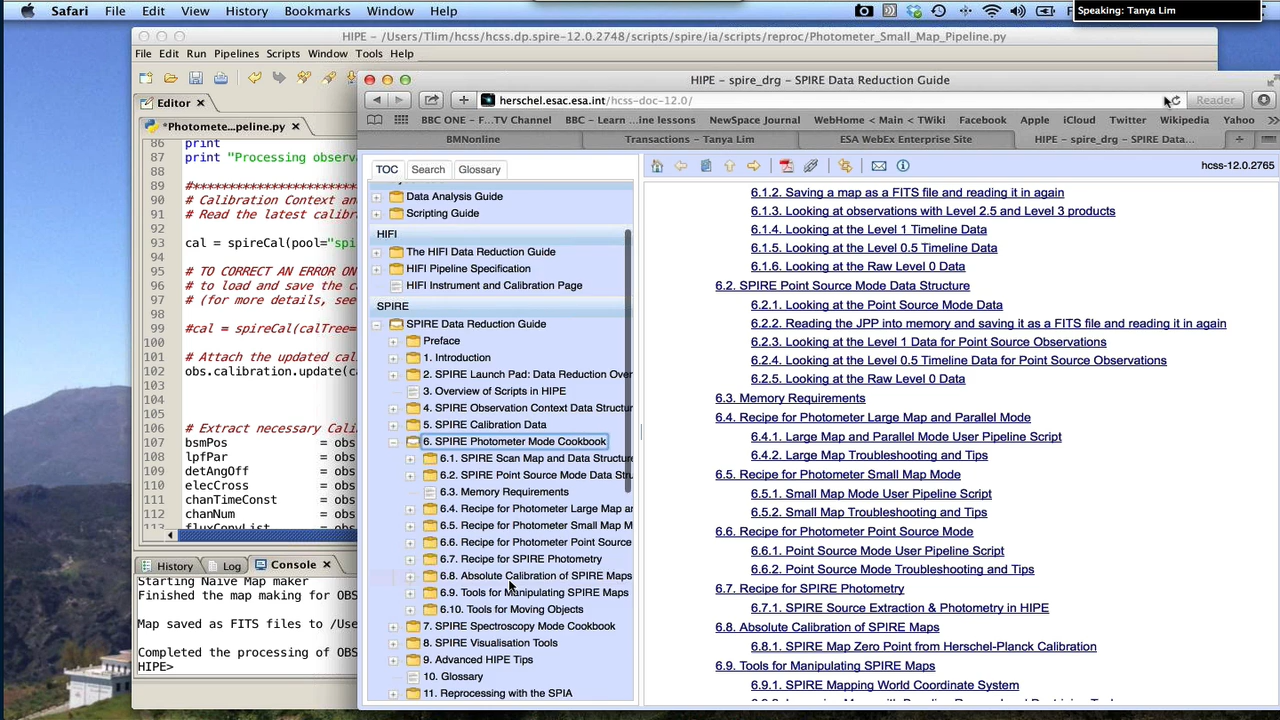 Safari File Edit View History Bookmarks Window Help
Speaking: Tanya Lim
HIPE – /Users/Tlim/hcss/hcss.dp.spire-12.0.2748/scripts/spire/ia/scripts/reproc/Photometer_Small_Map_Pipeline.py
File Edit Run Pipelines Scripts Window Tools Help
Editor
*Photomete...peline.py
86 print
87 print "Processing observa
88
89 #****************************
90 # Calibration Context an
91 # Read the latest calibr
92
93 cal = spireCal(pool="spi
94
95 # TO CORRECT AN ERROR ON
96 # to load and save the c
97 # (for more details, see
98
99 #cal = spireCal(calTree=
100
101 # Attach the updated cal
102 obs.calibration.update(c
103
104
105
106 # Extract necessary Cali
107 bsmPos = obs
108 lpfPar = obs
109 detAngOff = obs
110 elecCross = obs
111 chanTimeConst = obs
112 chanNum = obs
113 fluxConvList = obs
History Log Console
Starting Naive Map maker
Finished the map making for OBS
Map saved as FITS files to /Use
Completed the processing of OBS
HIPE>
HIPE – spire_drg – SPIRE Data Reduction Guide
herschel.esac.esa.int/hcss-doc-12.0/
Reader
BBC ONE - F...TV Channel BBC – Learn...ine lessons NewSpace Journal WebHome < Main < TWiki Facebook Apple iCloud Twitter Wikipedia Yahoo
BMNonline Transactions – Tanya Lim ESA WebEx Enterprise Site HIPE – spire_drg – SPIRE Data...
TOC Search Glossary
hcss-12.0.2765
Data Analysis Guide
Scripting Guide
HIFI
The HIFI Data Reduction Guide
HIFI Pipeline Specification
HIFI Instrument and Calibration Page
SPIRE
SPIRE Data Reduction Guide
Preface
1. Introduction
2. SPIRE Launch Pad: Data Reduction Over
3. Overview of Scripts in HIPE
4. SPIRE Observation Context Data Structur
5. SPIRE Calibration Data
6. SPIRE Photometer Mode Cookbook
6.1. SPIRE Scan Map and Data Structure
6.2. SPIRE Point Source Mode Data Stru
6.3. Memory Requirements
6.4. Recipe for Photometer Large Map ar
6.5. Recipe for Photometer Small Map M
6.6. Recipe for Photometer Point Source
6.7. Recipe for SPIRE Photometry
6.8. Absolute Calibration of SPIRE Maps
6.9. Tools for Manipulating SPIRE Maps
6.10. Tools for Moving Objects
7. SPIRE Spectroscopy Mode Cookbook
8. SPIRE Visualisation Tools
9. Advanced HIPE Tips
10. Glossary
11. Reprocessing with the SPIA
6.1.2. Saving a map as a FITS file and reading it in again
6.1.3. Looking at observations with Level 2.5 and Level 3 products
6.1.4. Looking at the Level 1 Timeline Data
6.1.5. Looking at the Level 0.5 Timeline Data
6.1.6. Looking at the Raw Level 0 Data
6.2. SPIRE Point Source Mode Data Structure
6.2.1. Looking at the Point Source Mode Data
6.2.2. Reading the JPP into memory and saving it as a FITS file and reading it in again
6.2.3. Looking at the Level 1 Data for Point Source Observations
6.2.4. Looking at the Level 0.5 Timeline Data for Point Source Observations
6.2.5. Looking at the Raw Level 0 Data
6.3. Memory Requirements
6.4. Recipe for Photometer Large Map and Parallel Mode
6.4.1. Large Map and Parallel Mode User Pipeline Script
6.4.2. Large Map Troubleshooting and Tips
6.5. Recipe for Photometer Small Map Mode
6.5.1. Small Map Mode User Pipeline Script
6.5.2. Small Map Troubleshooting and Tips
6.6. Recipe for Photometer Point Source Mode
6.6.1. Point Source Mode User Pipeline Script
6.6.2. Point Source Mode Troubleshooting and Tips
6.7. Recipe for SPIRE Photometry
6.7.1. SPIRE Source Extraction & Photometry in HIPE
6.8. Absolute Calibration of SPIRE Maps
6.8.1. SPIRE Map Zero Point from Herschel-Planck Calibration
6.9. Tools for Manipulating SPIRE Maps
6.9.1. SPIRE Mapping World Coordinate System